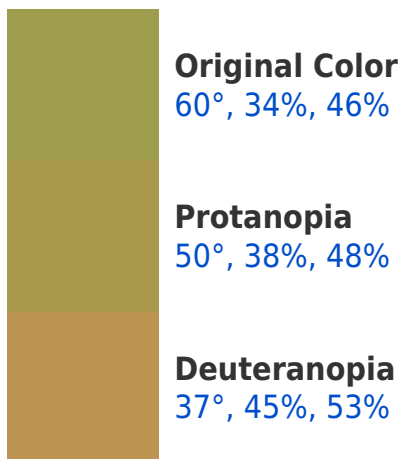 Original Color
60°, 34%, 46%
Protanopia
50°, 38%, 48%
Deuteranopia
37°, 45%, 53%